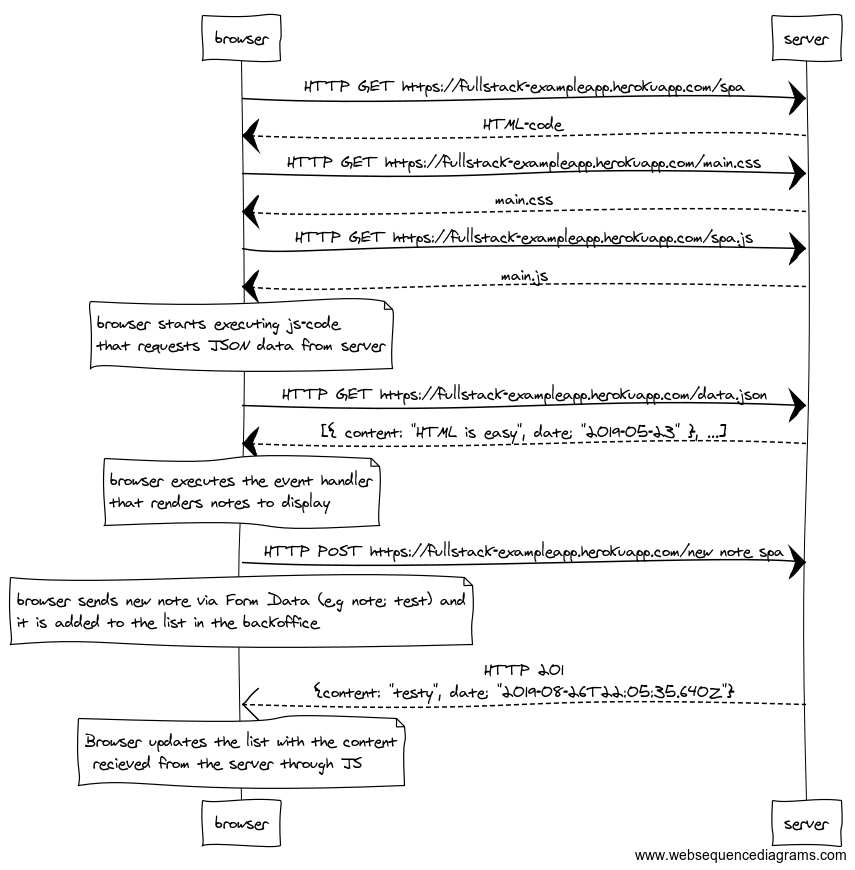 browser
server
HTTP GET https://fullstack-exampleapp.herokuapp.com/spa
HTML-code
HTTP GET https://fullstack-exampleapp.herokuapp.com/main.css
main.css
HTTP GET https://fullstack-exampleapp.herokuapp.com/spa.js
main.js
browser starts executing js-code
that requests JSON data from server
HTTP GET https://fullstack-exampleapp.herokuapp.com/data.json
[{ content: "HTML is easy", date: "2019-05-23" }, ...]
browser executes the event handler
that renders notes to display
HTTP POST https://fullstack-exampleapp.herokuapp.com/new note spa
browser sends new note via Form Data (e.g note: test) and
it is added to the list in the backoffice
HTTP 201
{content: "testy", date: "2019-08-26T22:05:35.640Z"}
Browser updates the list with the content
recieved from the server through JS
browser
server
www.websequencediagrams.com